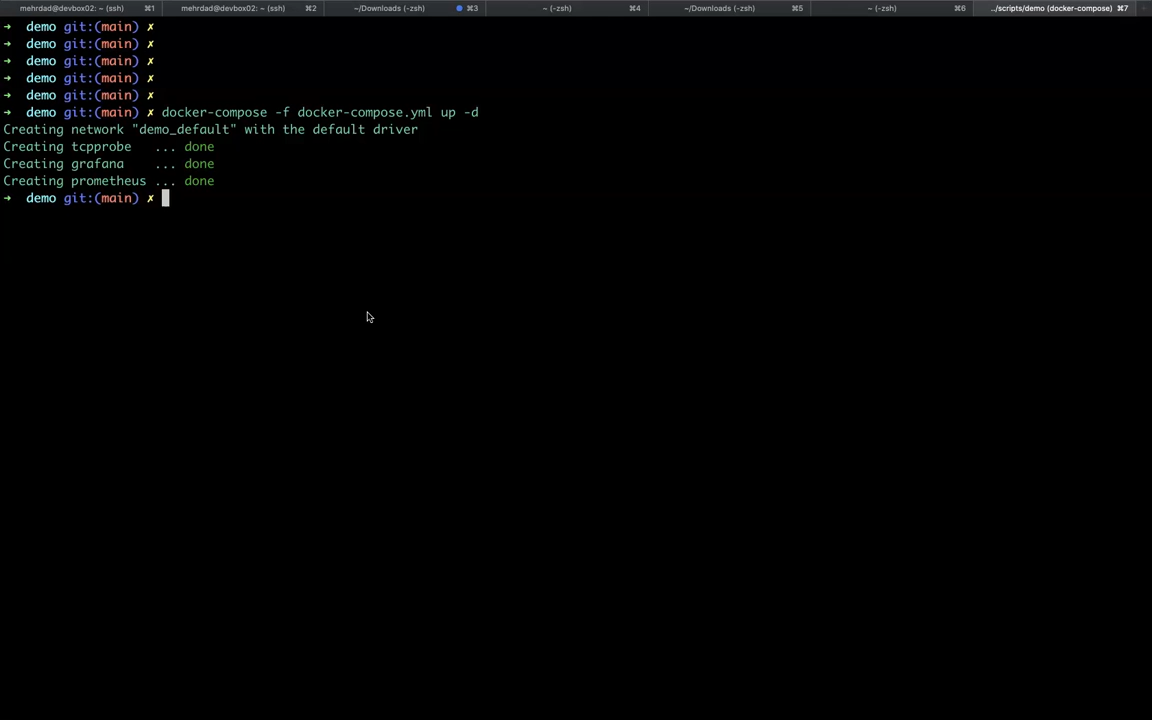 mehrdad@devbox02: ~ (ssh) ⌘1 mehrdad@devbox02: ~ (ssh) ⌘2 ~/Downloads (-zsh) ⌘3 ~ (-zsh) ⌘4 ~/Downloads (-zsh) ⌘5 ~ (-zsh) ⌘6 ../scripts/demo (docker-compose) ⌘7
➜ demo git:(main) ✗
➜ demo git:(main) ✗
➜ demo git:(main) ✗
➜ demo git:(main) ✗
➜ demo git:(main) ✗
➜ demo git:(main) ✗ docker-compose -f docker-compose.yml up -d
Creating network "demo_default" with the default driver
Creating tcpprobe   ... done
Creating grafana    ... done
Creating prometheus ... done
➜ demo git:(main) ✗